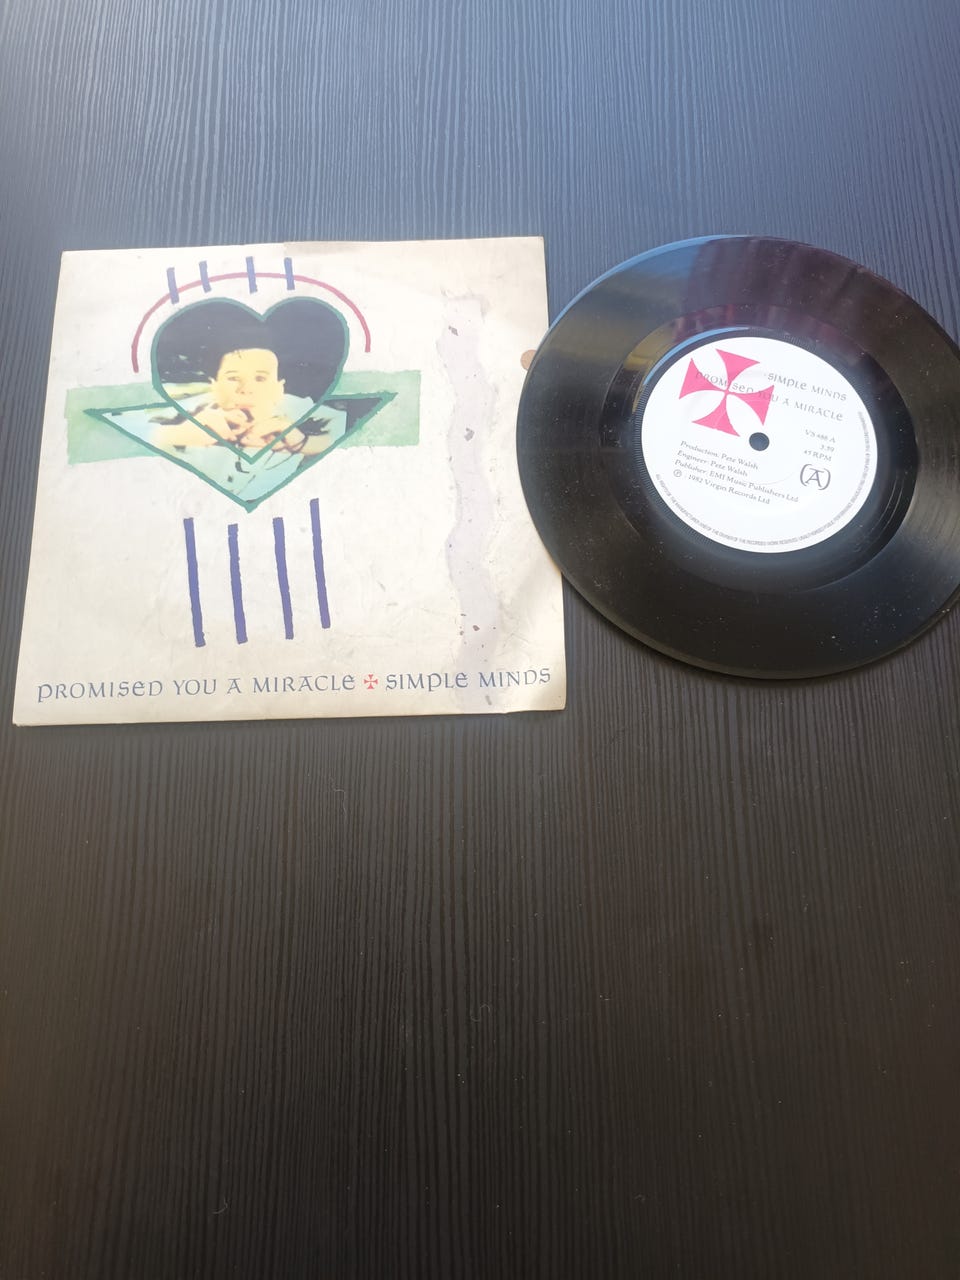 PROMISED YOU A MIRACLE ✠ SIMPLE MINDS
SIMPLE MINDS
PROMISED YOU A MIRACLE
VS 488 A
3.59
45 RPM
(A)
Production: Pete Walsh
Engineer: Pete Walsh
Publisher: EMI Music Publishers Ltd
℗ 1982 Virgin Records Ltd